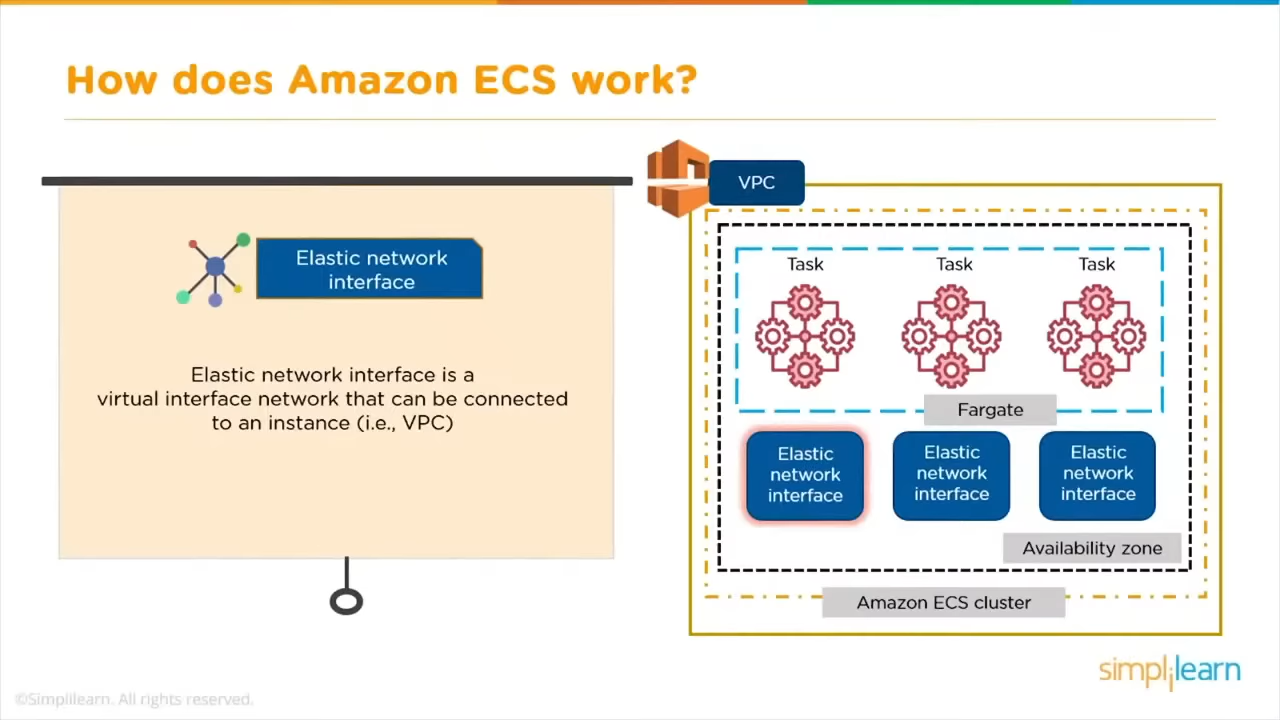 How does Amazon ECS work?
Elastic network
interface
Elastic network interface is a
virtual interface network that can be connected
to an instance (i.e., VPC)
VPC
Task
Task
Task
Fargate
Elastic
network
interface
Elastic
network
interface
Elastic
network
interface
Availability zone
Amazon ECS cluster
simplilearn
©Simplilearn. All rights reserved.